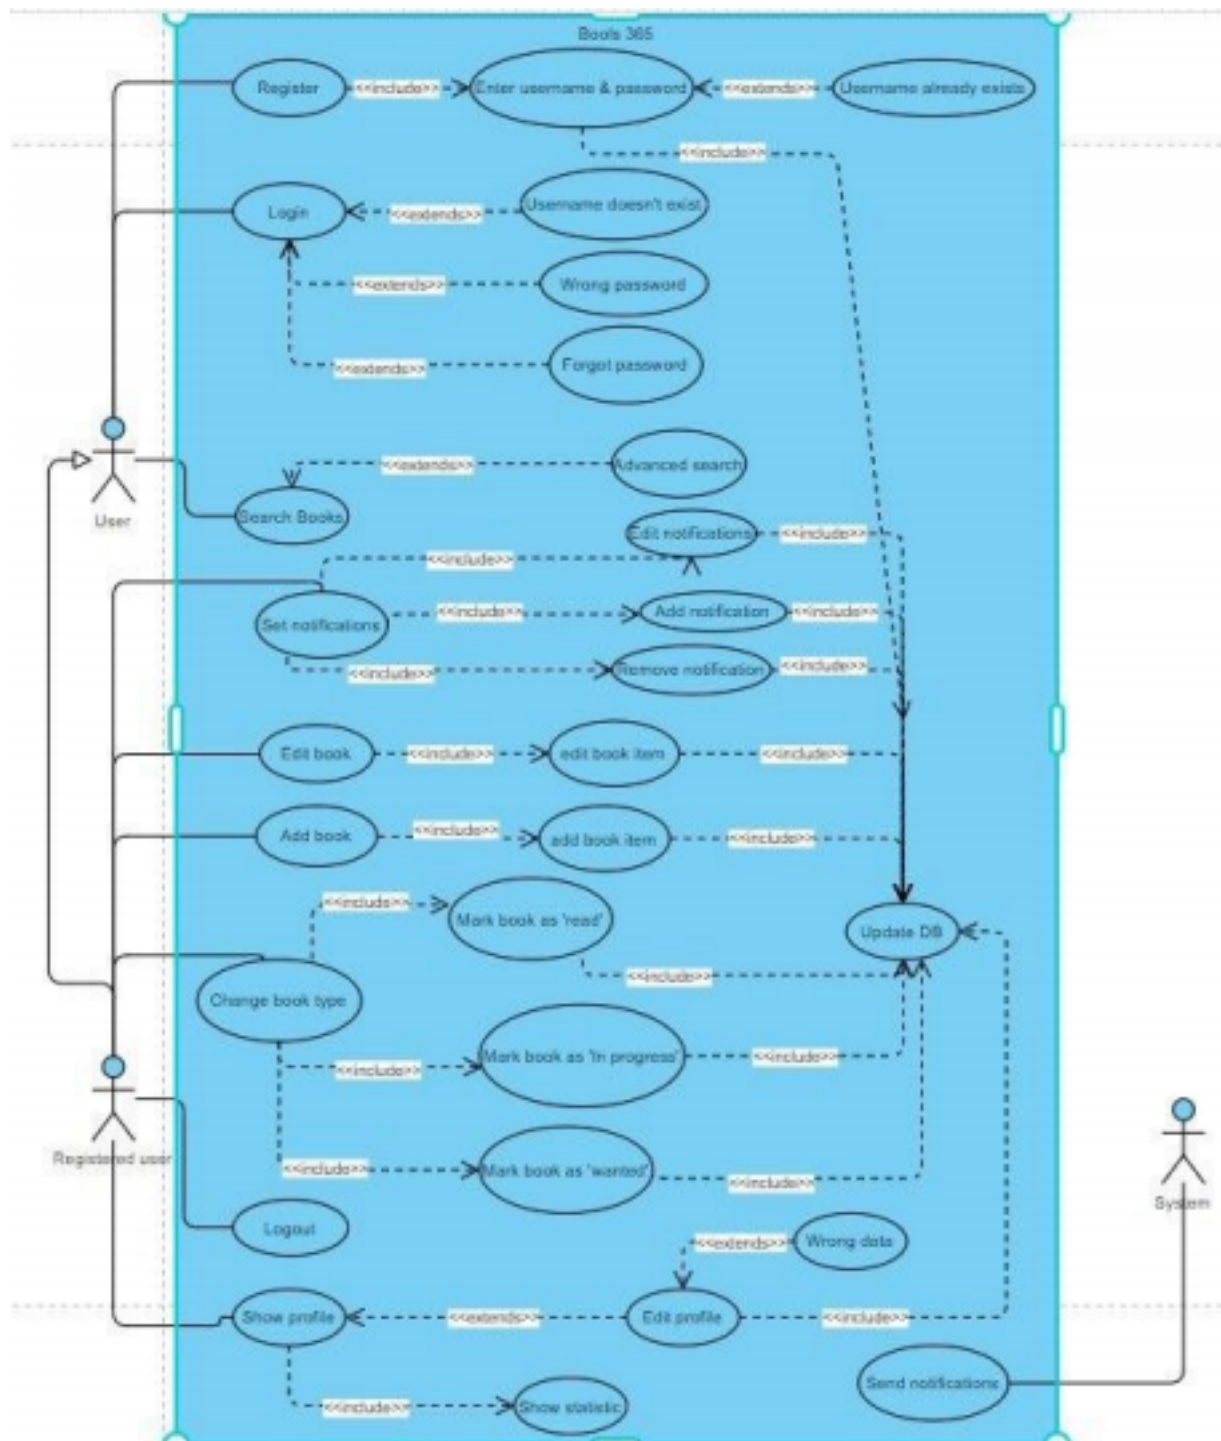 Bools 365
Register
<<include>>
Enter username & password
<<extends>>
Username already exists
<<include>>
Login
<<extends>>
Username doesn't exist
<<extends>>
Wrong password
<<extends>>
Forgot password
User
<<extends>>
Advanced search
Search Books
Edit notifications
<<include>>
<<include>>
Set notifications
<<include>>
Add notification
<<include>>
<<include>>
Remove notification
<<include>>
Edit book
<<include>>
edit book item
<<include>>
Add book
<<include>>
add book item
<<include>>
<<include>>
Mark book as 'read'
Update DB
<<include>>
Change book type
<<include>>
Mark book as 'In progress'
<<include>>
Registered user
<<include>>
Mark book as 'wanted'
<<include>>
System
Logout
<<extends>>
Wrong data
Show profile
<<extends>>
Edit profile
<<include>>
Send notifications
<<include>>
Show statistic